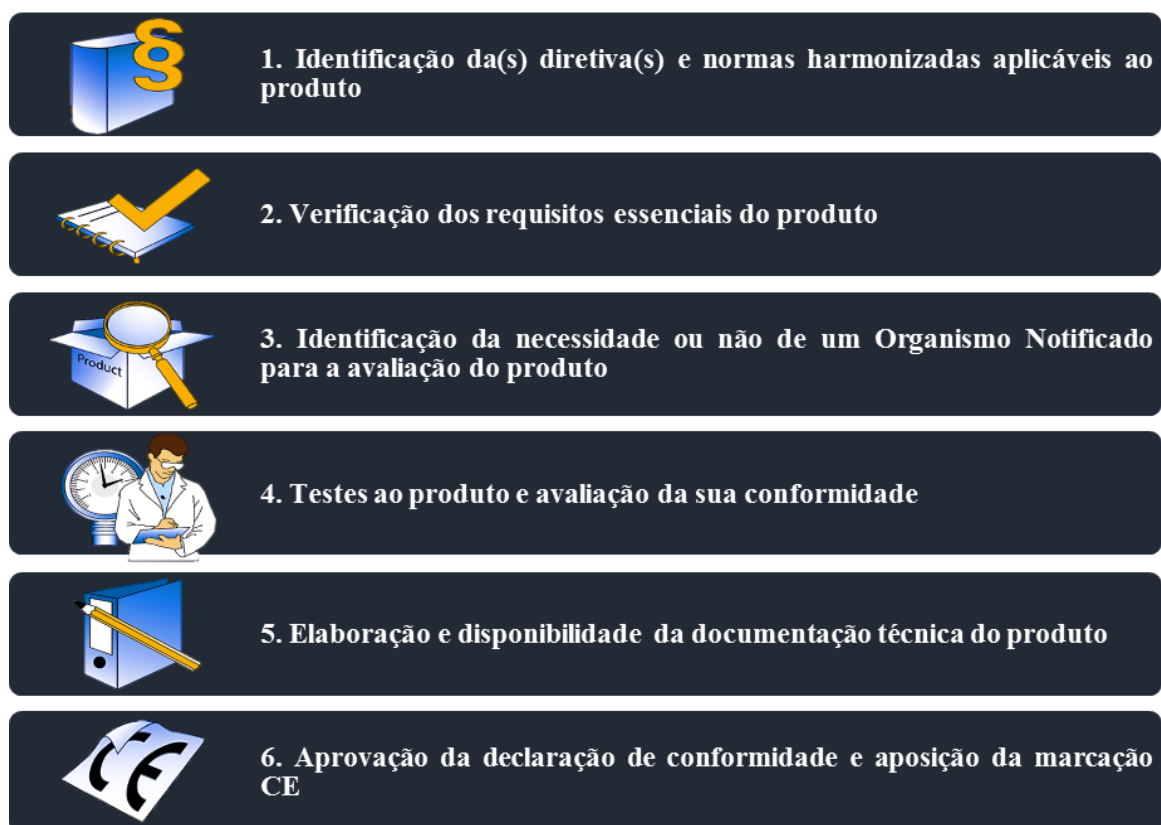 §
1. Identificação da(s) diretiva(s) e normas harmonizadas aplicáveis ao
produto
2. Verificação dos requisitos essenciais do produto
Product
3. Identificação da necessidade ou não de um Organismo Notificado
para a avaliação do produto
4. Testes ao produto e avaliação da sua conformidade
5. Elaboração e disponibilidade da documentação técnica do produto
CE
6. Aprovação da declaração de conformidade e aposição da marcação
CE